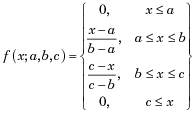 f(x;a,b,c) = { 0, x ≤ a
(x − a)/(b − a), a ≤ x ≤ b
(c − x)/(c − b), b ≤ x ≤ c
0, c ≤ x }